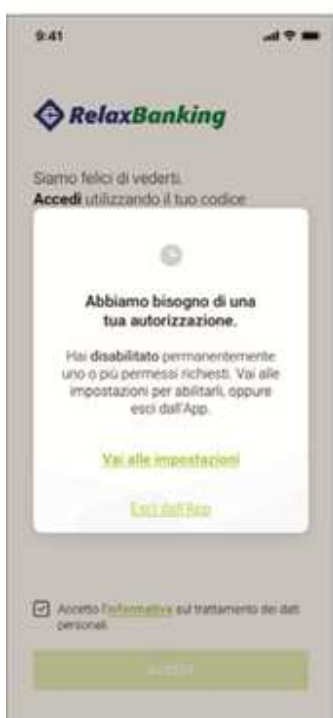 9:41
RelaxBanking
Siamo felici di vederti.
Accedi utilizzando il tuo codice
Abbiamo bisogno di una
tua autorizzazione.
Hai disabilitato permanentemente
uno o più permessi richiesti. Vai alle
impostazioni per abilitarli, oppure
esci dall'App.
Vai alle impostazioni
Esci dall'App
Accetto l'informativa sul trattamento dei dati
personali.
ACCEDI